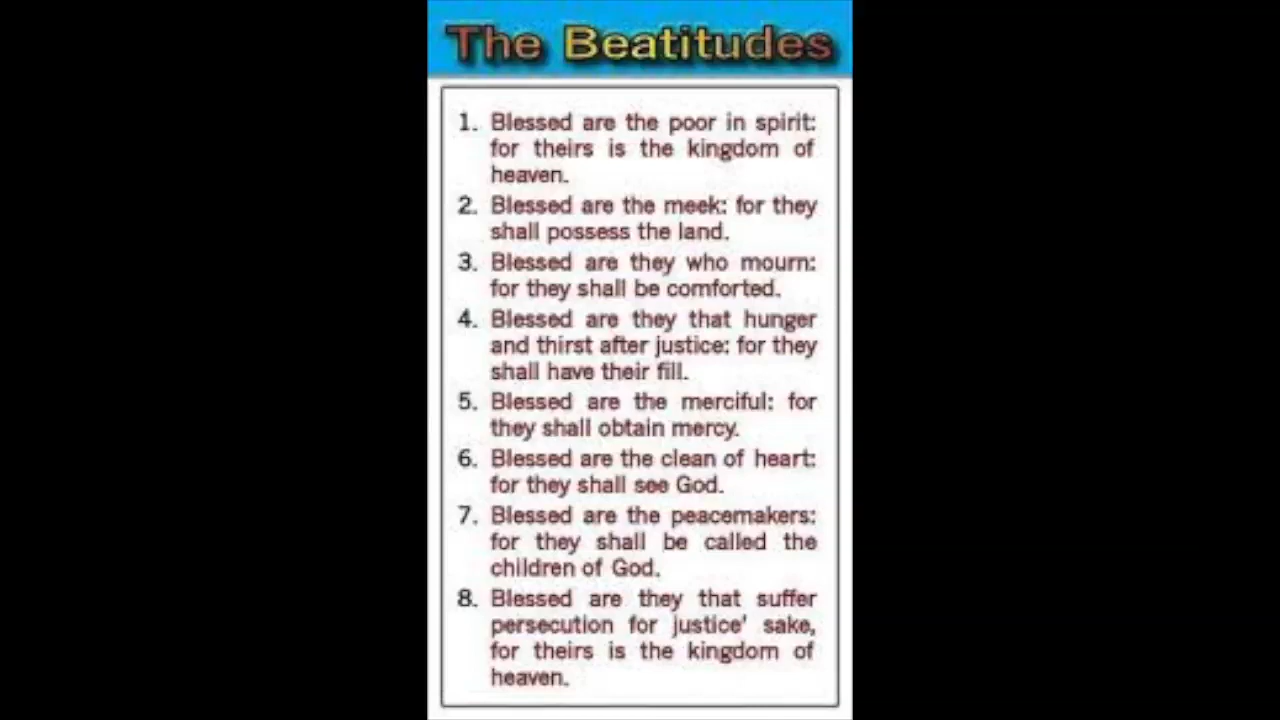 The Beatitudes
1. Blessed are the poor in spirit:
for theirs is the kingdom of
heaven.
2. Blessed are the meek: for they
shall possess the land.
3. Blessed are they who mourn:
for they shall be comforted.
4. Blessed are they that hunger
and thirst after justice: for they
shall have their fill.
5. Blessed are the merciful: for
they shall obtain mercy.
6. Blessed are the clean of heart:
for they shall see God.
7. Blessed are the peacemakers:
for they shall be called the
children of God.
8. Blessed are they that suffer
persecution for justice' sake,
for theirs is the kingdom of
heaven.